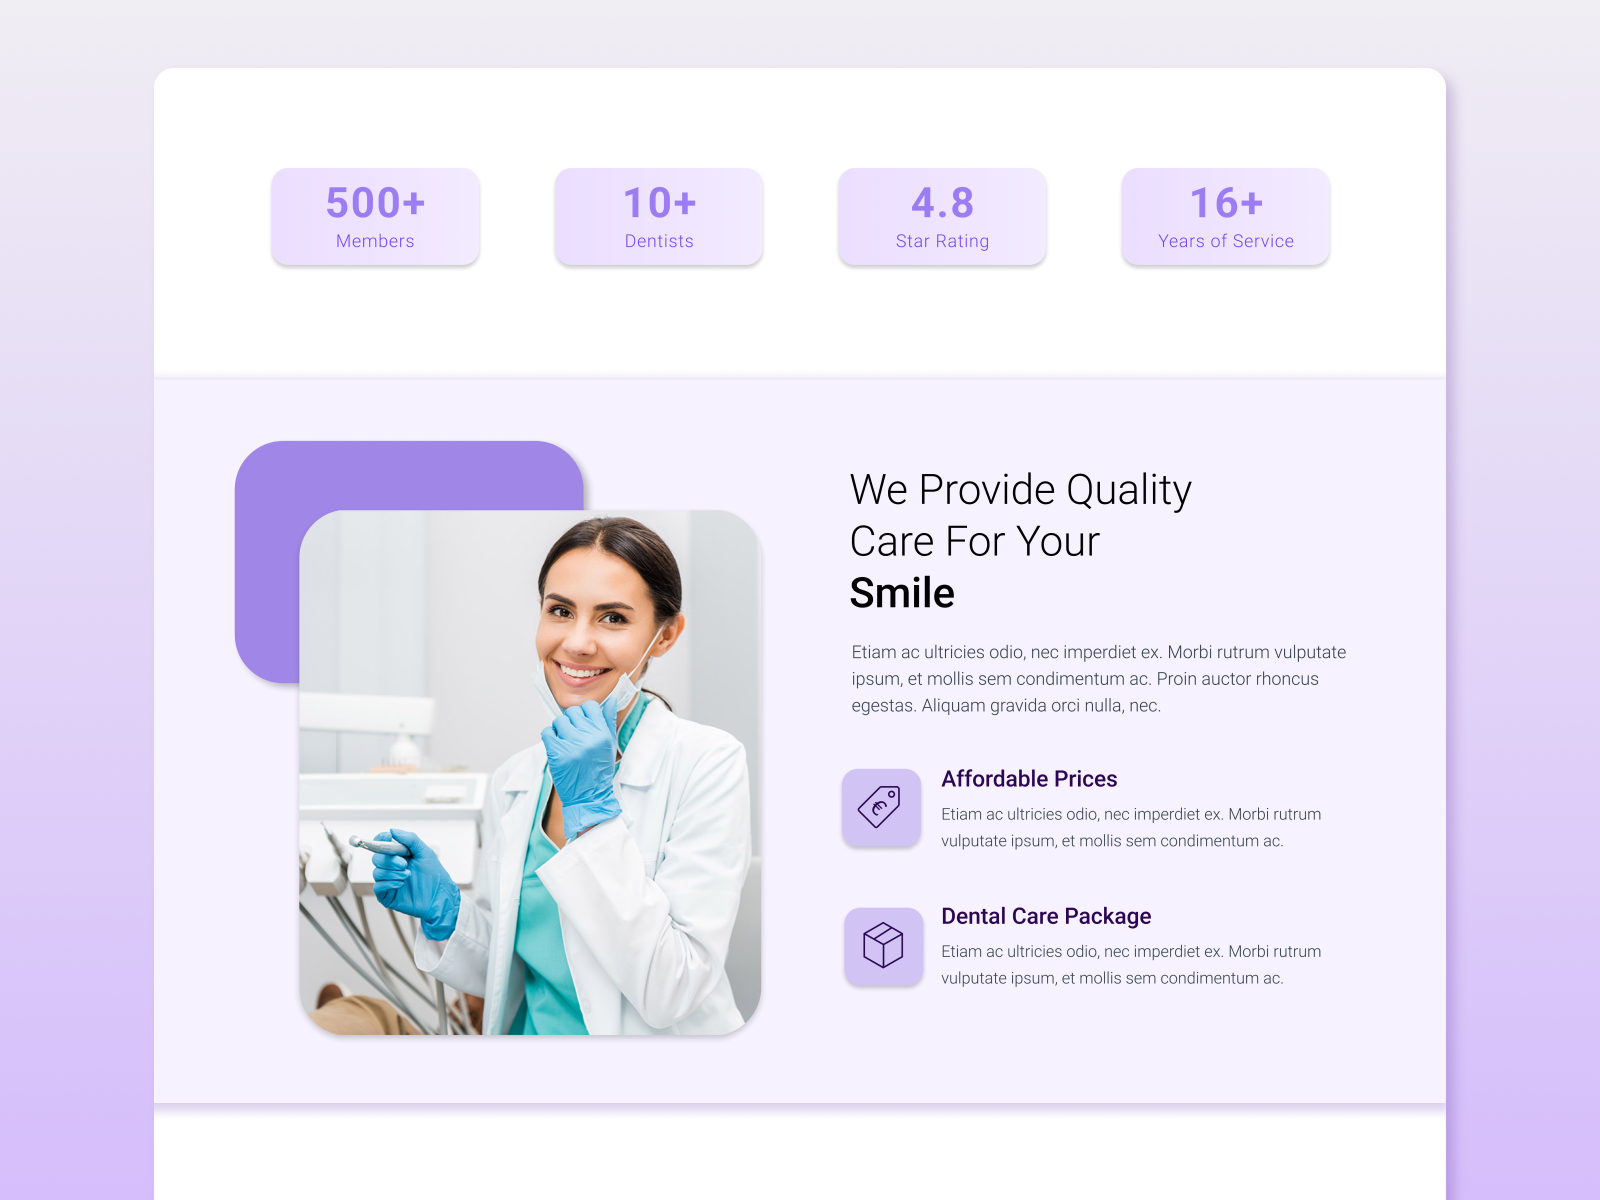 500+
Members
10+
Dentists
4.8
Star Rating
16+
Years of Service
We Provide Quality
Care For Your
Smile
Etiam ac ultricies odio, nec imperdiet ex. Morbi rutrum vulputate
ipsum, et mollis sem condimentum ac. Proin auctor rhoncus
egestas. Aliquam gravida orci nulla, nec.
€
Affordable Prices
Etiam ac ultricies odio, nec imperdiet ex. Morbi rutrum
vulputate ipsum, et mollis sem condimentum ac.
Dental Care Package
Etiam ac ultricies odio, nec imperdiet ex. Morbi rutrum
vulputate ipsum, et mollis sem condimentum ac.